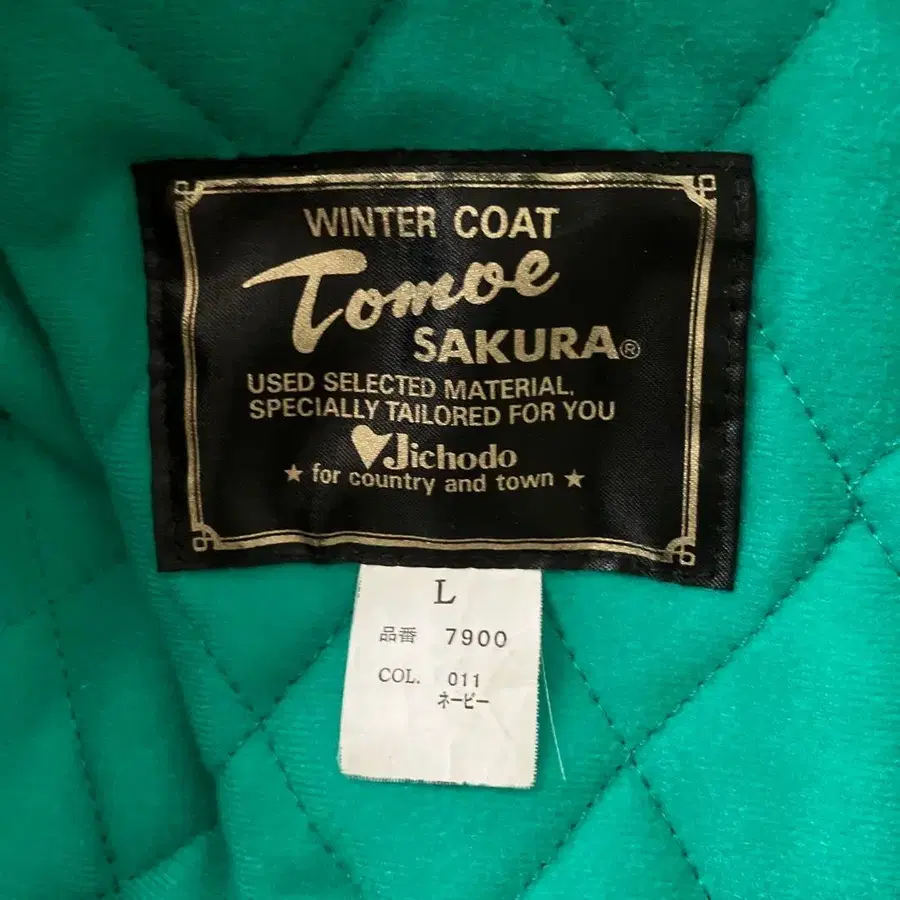 WINTER COAT
Tomoe
SAKURA®
USED SELECTED MATERIAL.
SPECIALLY TAILORED FOR YOU
♥Jichodo
★ for country and town ★
L
品番 7900
COL. 011
ネービー